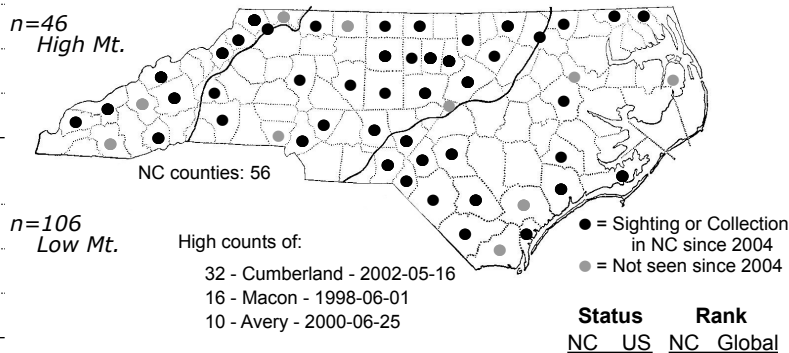 n=46
High Mt.
NC counties: 56
n=106
Low Mt.
High counts of:
32 - Cumberland - 2002-05-16
16 - Macon - 1998-06-01
10 - Avery - 2000-06-25
● = Sighting or Collection
in NC since 2004
● = Not seen since 2004
Status Rank
NC US NC Global